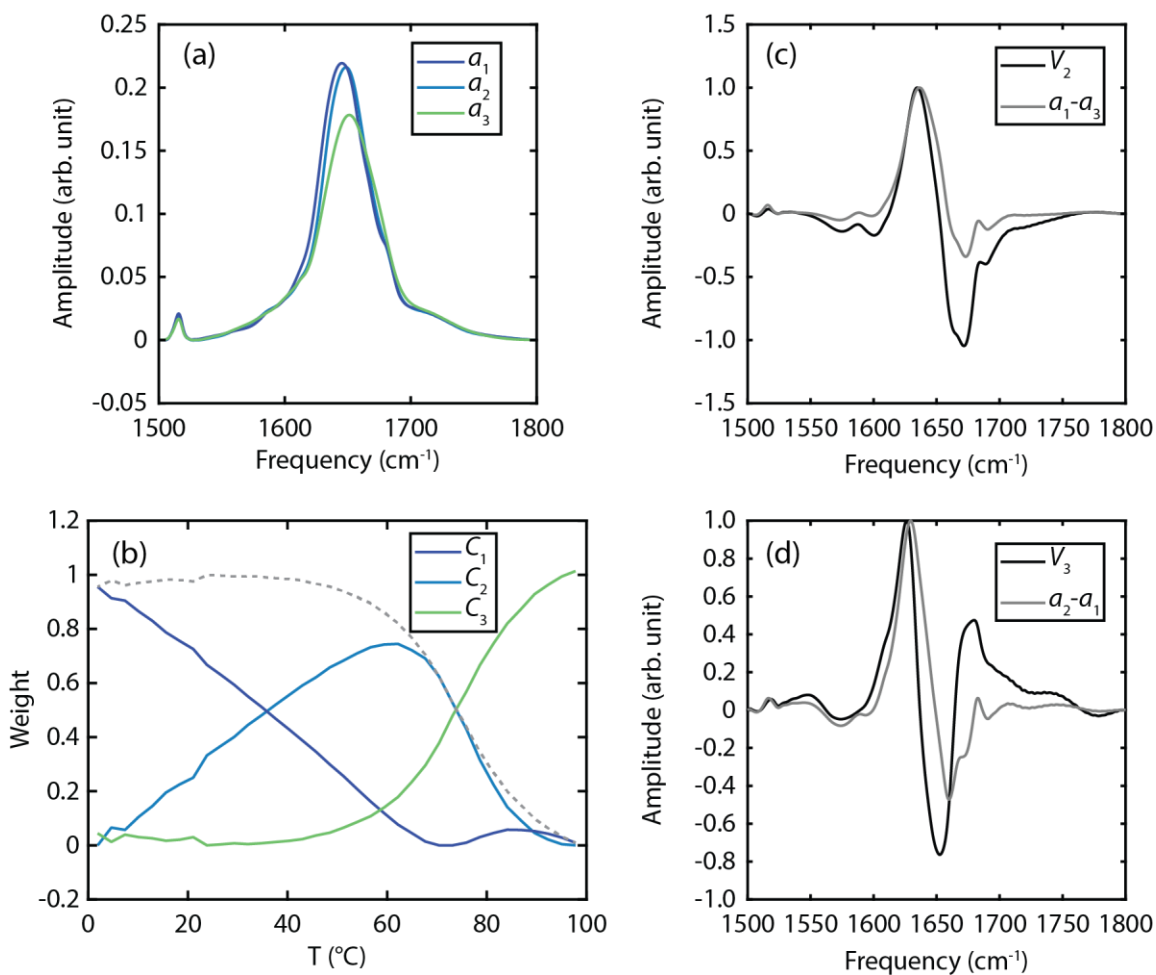 (a)
a1
a2
a3
0.25
0.2
0.15
0.1
0.05
0
-0.05
Amplitude (arb. unit)
1500 1600 1700 1800
Frequency (cm-1)
(c)
V2
a1-a3
1.5
1.0
0.5
0
-0.5
-1.0
-1.5
Amplitude (arb. unit)
1500 1550 1600 1650 1700 1750 1800
Frequency (cm-1)
(b)
C1
C2
C3
1.2
1
0.8
0.6
0.4
0.2
0
-0.2
Weight
0 20 40 60 80 100
T (°C)
(d)
V3
a2-a1
1.0
0.8
0.6
0.4
0.2
0
-0.2
-0.4
-0.6
-0.8
-1.0
Amplitude (arb. unit)
1500 1550 1600 1650 1700 1750 1800
Frequency (cm-1)